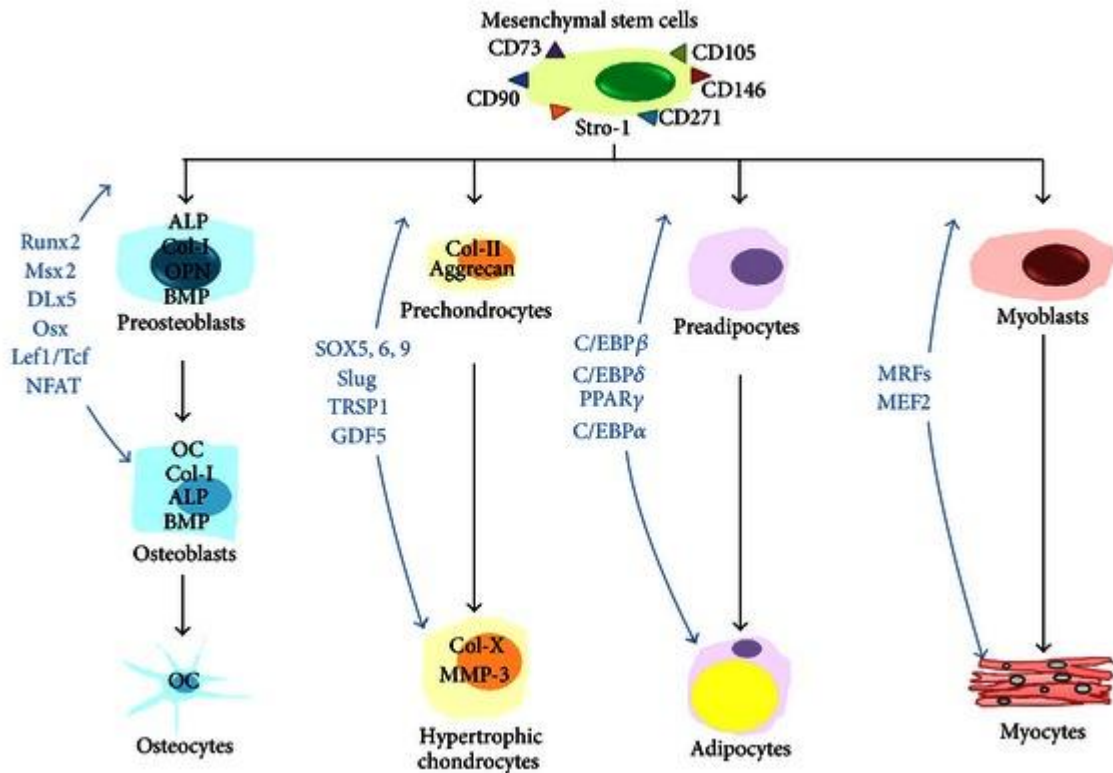 Mesenchymal stem cells
CD73
CD105
CD90
CD146
Stro-1
CD271
Runx2
Msx2
DLx5
Osx
Lef1/Tcf
NFAT
ALP
Col-I
OPN
BMP
Preosteoblasts
OC
Col-I
ALP
BMP
Osteoblasts
OC
Osteocytes
Col-II
Aggrecan
Prechondrocytes
SOX5, 6, 9
Slug
TRSP1
GDF5
Col-X
MMP-3
Hypertrophic
chondrocytes
Preadipocytes
C/EBPβ
C/EBPδ
PPARγ
C/EBPα
Adipocytes
Myoblasts
MRFs
MEF2
Myocytes